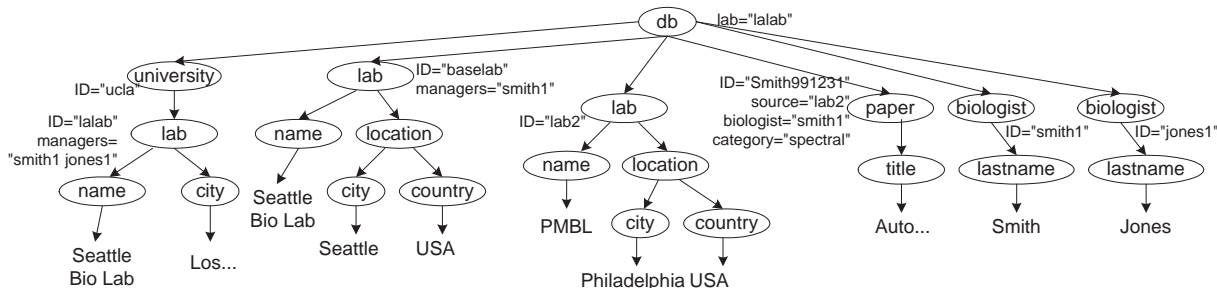 db
lab="lalab"
university
ID="ucla"
ID="lalab"
managers=
"smith1 jones1"
lab
name
city
Seattle
Bio Lab
Los...
lab
ID="baselab"
managers="smith1"
name
location
Seattle
Bio Lab
city
country
Seattle
USA
lab
ID="lab2"
name
location
PMBL
city
country
Philadelphia USA
ID="Smith991231"
source="lab2"
biologist="smith1"
category="spectral"
paper
title
Auto...
biologist
ID="smith1"
lastname
Smith
biologist
ID="jones1"
lastname
Jones